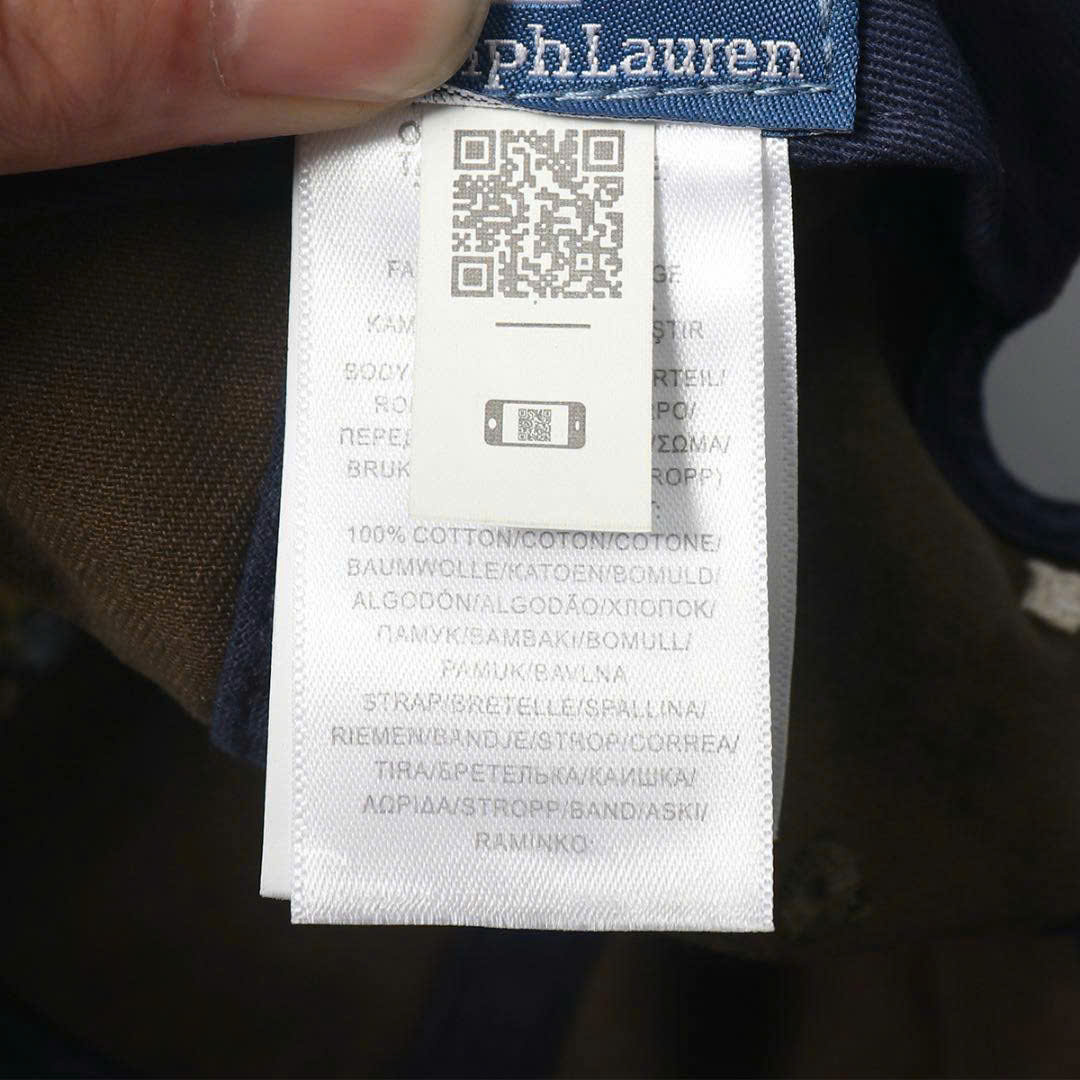 phLauren
FA GE
KAM ŞTIR
BODY RTEIL/
RO PO/
ПЕРЕД /ΣΩΜΑ/
BRUK ROPP)
100% COTTON/COTON/COTONE/
BAUMWOLLE/KATOEN/BOMULD/
ALGODÓN/ALGODÃO/ХЛОПОК/
ПАМУК/ΒΑΜΒΑΚΙ/BOMULL/
PAMUK/BAVLNA
STRAP/BRETELLE/SPALLINA/
RIEMEN/BANDJE/STROP/CORREA/
TIRA/БРЕТЕЛЬКА/КАИШКА/
ΛΩΡΙΔΑ/STROPP/BAND/ASKI/
RAMÍNKO: